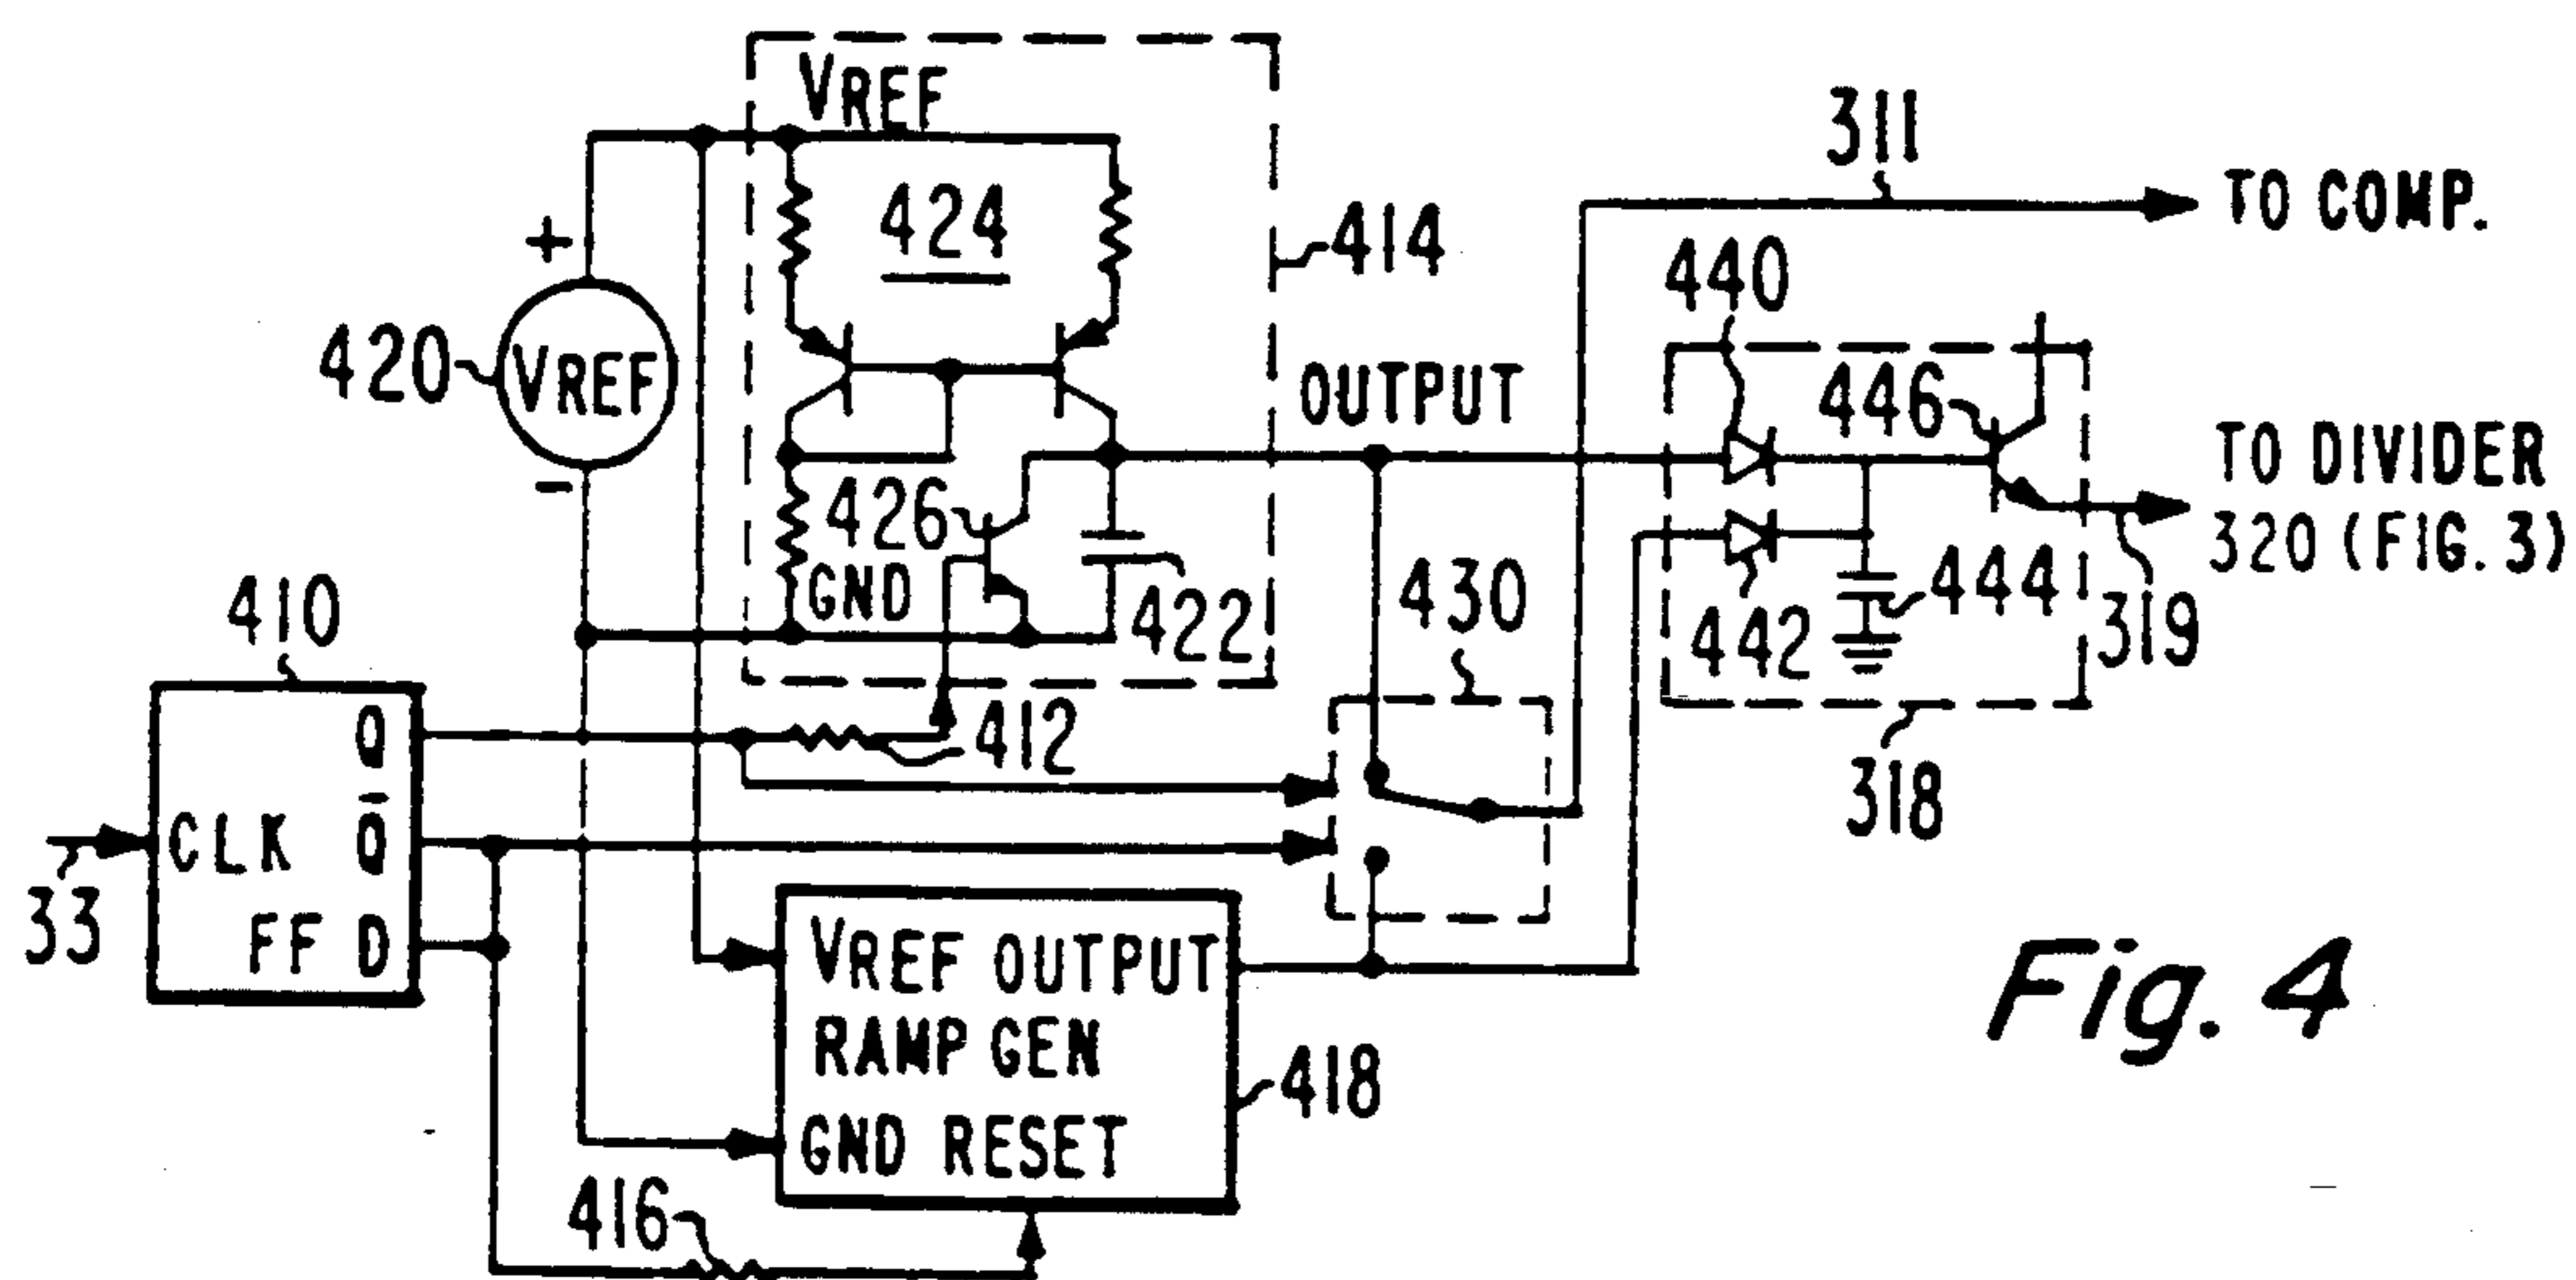 VREF
311
TO COMP.
424
414
440
+
420
VREF
OUTPUT
446
TO DIVIDER
320 (FIG. 3)
-
426
GND
422
430
442
444
319
410
412
318
Q
CLK Q̅
FF D
33
VREF OUTPUT
RAMP GEN
GND RESET
418
416
Fig. 4